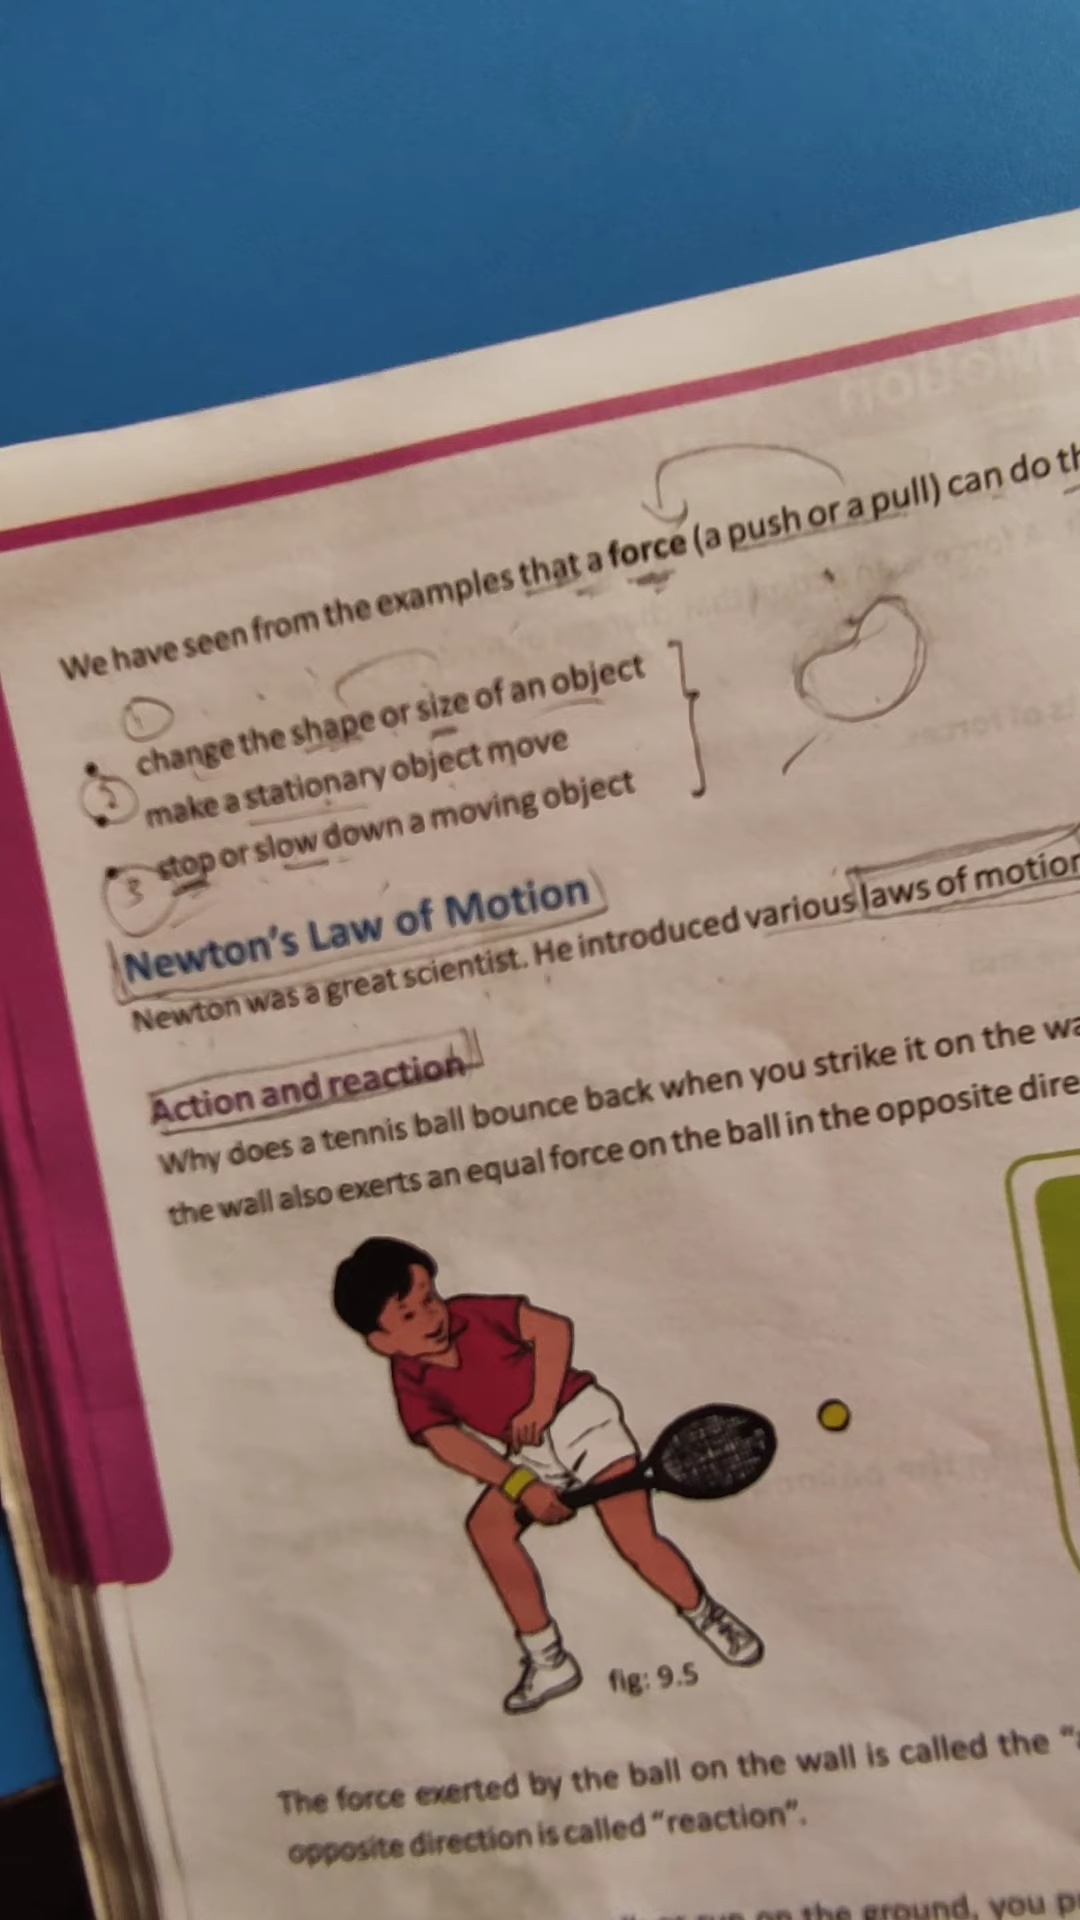 We have seen from the examples that a force (a push or a pull) can do
1
change the shape or size of an object
2
make a stationary object move
3
stop or slow down a moving object
Newton's Law of Motion
Newton was a great scientist. He introduced various laws of motion
Action and reaction
Why does a tennis ball bounce back when you strike it on the
the wall also exerts an equal force on the ball in the opposite
fig: 9.5
The force exerted by the ball on the wall is called the
opposite direction is called "reaction".
on the ground, you